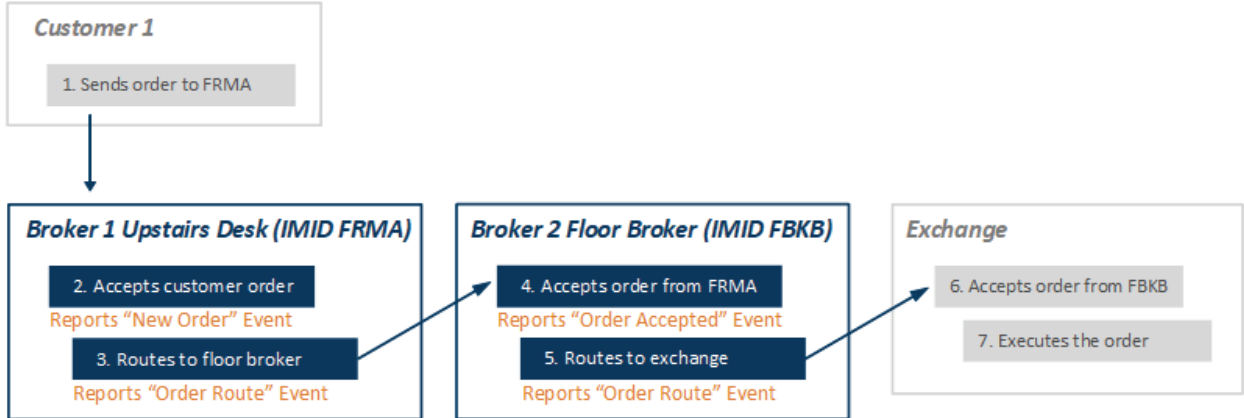 Customer 1
1. Sends order to FRMA
Broker 1 Upstairs Desk (IMID FRMA)
2. Accepts customer order
Reports “New Order” Event
3. Routes to floor broker
Reports “Order Route” Event
Broker 2 Floor Broker (IMID FBKB)
4. Accepts order from FRMA
Reports “Order Accepted” Event
5. Routes to exchange
Reports “Order Route” Event
Exchange
6. Accepts order from FBKB
7. Executes the order